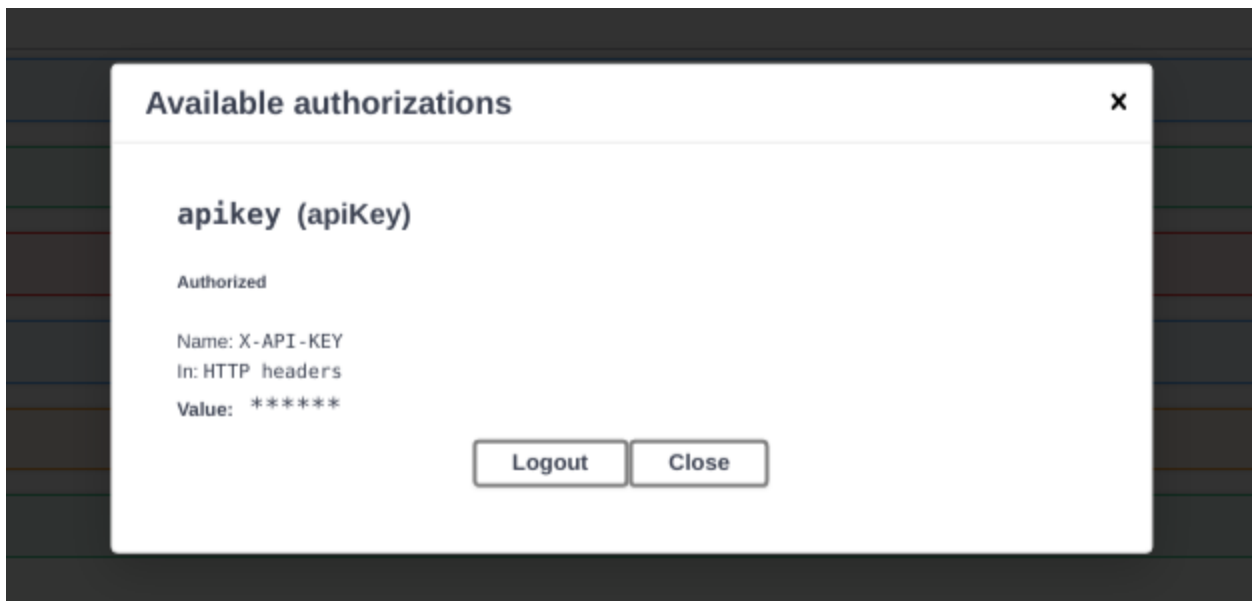 Available authorizations ×
apikey (apiKey)
Authorized
Name: X-API-KEY
In: HTTP headers
Value: ******
Logout Close